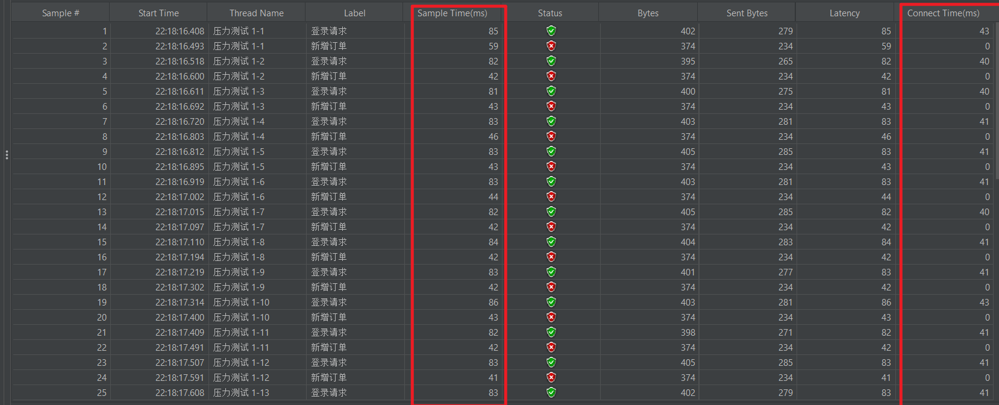 Sample # Start Time Thread Name Label Sample Time(ms) Status Bytes Sent Bytes Latency Connect Time(ms)
1 22:18:16.408 压力测试 1-1 登录请求 85 402 279 85 43
2 22:18:16.493 压力测试 1-1 新增订单 59 374 234 59 0
3 22:18:16.518 压力测试 1-2 登录请求 82 395 265 82 40
4 22:18:16.600 压力测试 1-2 新增订单 42 374 234 42 0
5 22:18:16.611 压力测试 1-3 登录请求 81 400 275 81 40
6 22:18:16.692 压力测试 1-3 新增订单 43 374 234 43 0
7 22:18:16.720 压力测试 1-4 登录请求 83 403 281 83 41
8 22:18:16.803 压力测试 1-4 新增订单 46 374 234 46 0
9 22:18:16.812 压力测试 1-5 登录请求 83 405 285 83 41
10 22:18:16.895 压力测试 1-5 新增订单 43 374 234 43 0
11 22:18:16.919 压力测试 1-6 登录请求 83 403 281 83 41
12 22:18:17.002 压力测试 1-6 新增订单 44 374 234 44 0
13 22:18:17.015 压力测试 1-7 登录请求 82 405 285 82 40
14 22:18:17.097 压力测试 1-7 新增订单 42 374 234 42 0
15 22:18:17.110 压力测试 1-8 登录请求 84 404 283 84 41
16 22:18:17.194 压力测试 1-8 新增订单 42 374 234 42 0
17 22:18:17.219 压力测试 1-9 登录请求 83 401 277 83 41
18 22:18:17.302 压力测试 1-9 新增订单 42 374 234 42 0
19 22:18:17.314 压力测试 1-10 登录请求 86 403 281 86 43
20 22:18:17.400 压力测试 1-10 新增订单 43 374 234 43 0
21 22:18:17.409 压力测试 1-11 登录请求 82 398 271 82 41
22 22:18:17.491 压力测试 1-11 新增订单 42 374 234 42 0
23 22:18:17.507 压力测试 1-12 登录请求 83 405 285 83 41
24 22:18:17.591 压力测试 1-12 新增订单 41 374 234 41 0
25 22:18:17.608 压力测试 1-13 登录请求 83 402 279 83 41